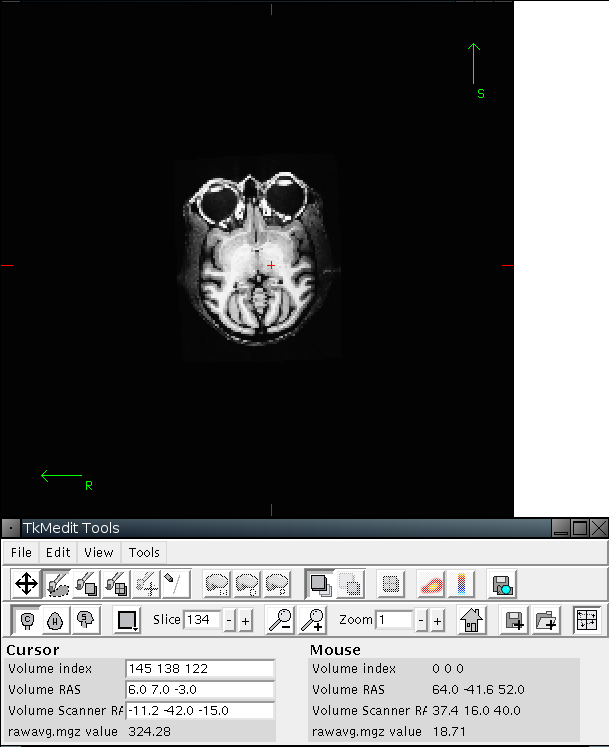 S
R
TkMedit Tools
File Edit View Tools
Slice 134 - + Zoom 1 - +
Cursor Mouse
Volume index 145 138 122 Volume index 0 0 0
Volume RAS 6.0 7.0 -3.0 Volume RAS 64.0 -41.6 52.0
Volume Scanner RA -11.2 -42.0 -15.0 Volume Scanner RA 37.4 16.0 40.0
rawavg.mgz value 324.28 rawavg.mgz value 18.71